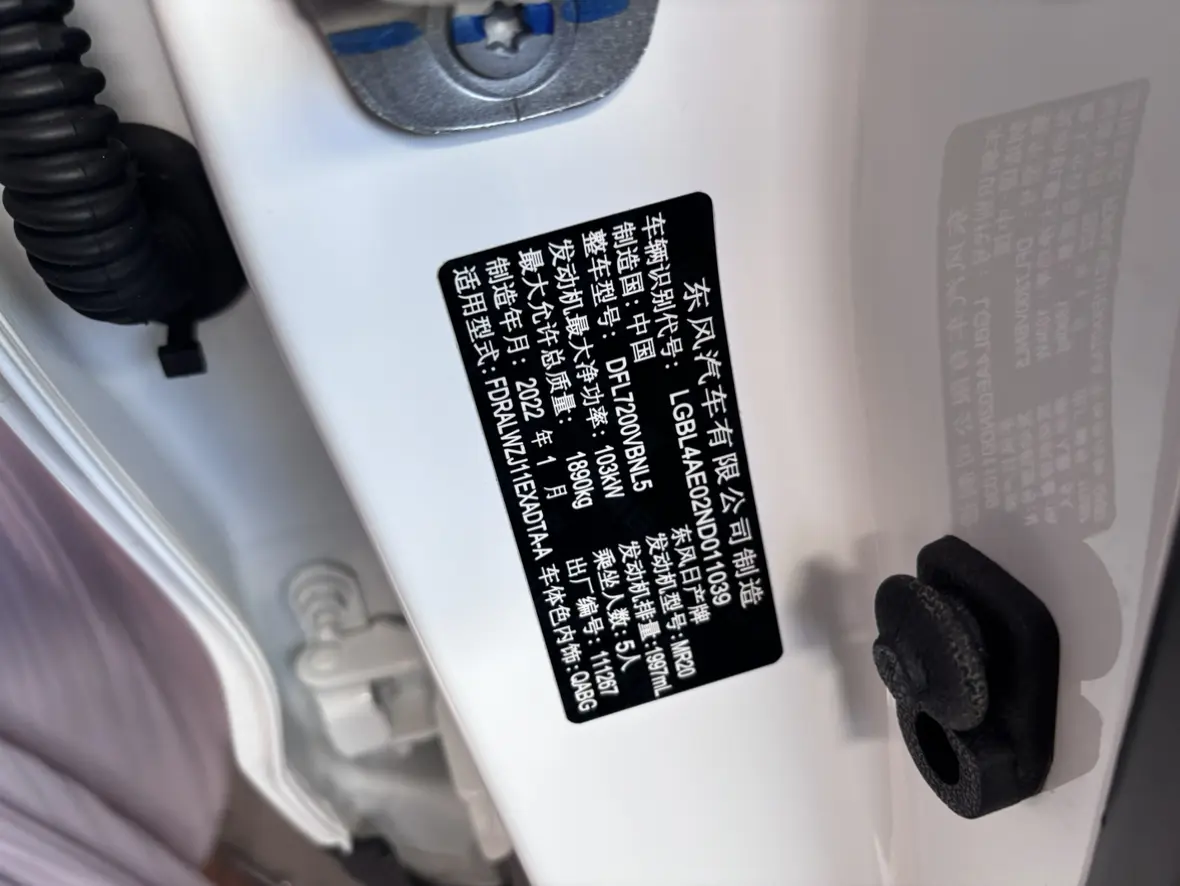 东风汽车有限公司制造
车辆识别代号: LGBL4AE02ND011039
制造国: 中国 东风日产牌
整车型号: DFL7200VBNL5 发动机型号:MR20
发动机最大净功率: 103kW 发动机排量:1997mL
最大允许总质量: 1890kg 乘坐人数: 5人
制造年月: 2022 年 1 月 出厂编号: 111267
适用型式: FDRALWZJ11EXADTA-A 车体色内饰:QABG